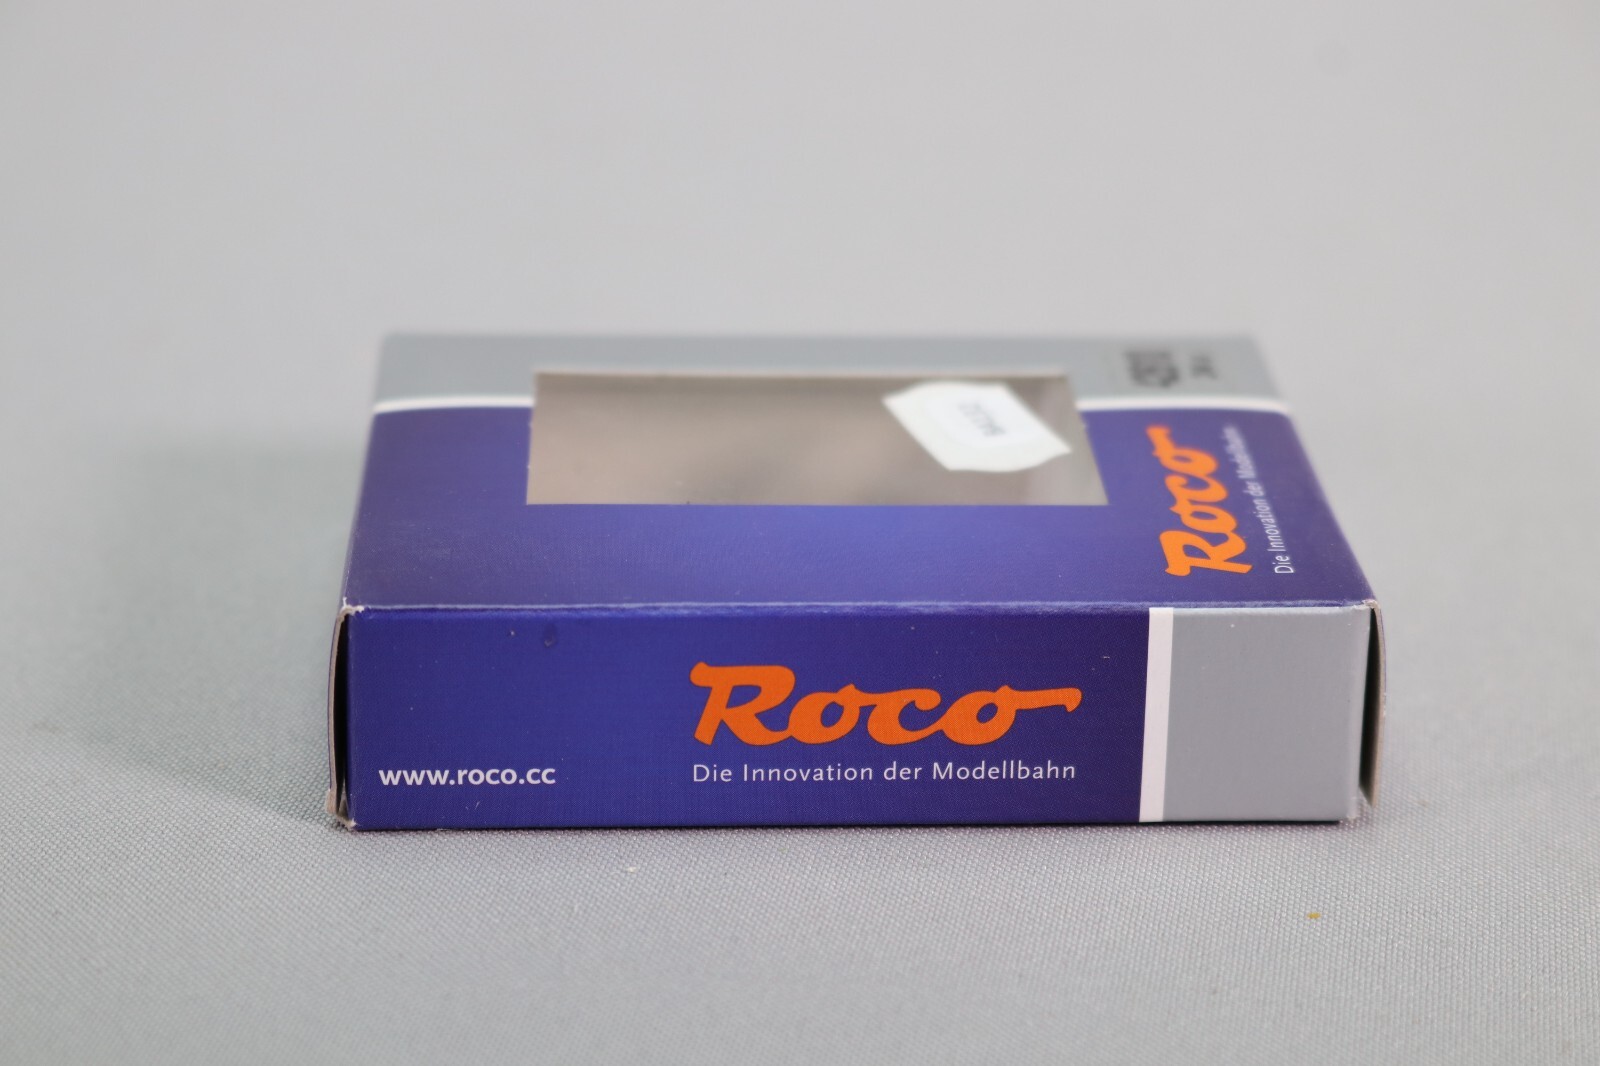 Roco
Die Innovation der Modellbahn
www.roco.cc
Roco
Die Innovation der Modellbahn